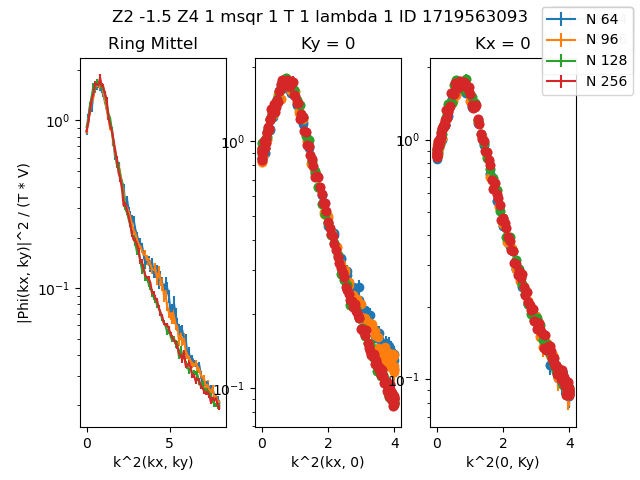 Z2 -1.5 Z4 1 msqr 1 T 1 lambda 1 ID 1719563093
N 64
N 96
N 128
N 256
Ring Mittel
Ky = 0
Kx = 0
|Phi(kx, ky)|^2 / (T * V)
10^0
10^-1
10^0
10^-1
10^0
10^-1
0 5
0 2 4
0 2 4
k^2(kx, ky)
k^2(kx, 0)
k^2(0, Ky)